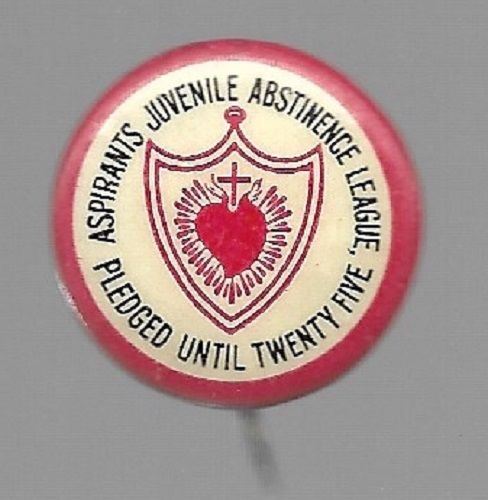 ASPIRANTS JUVENILE ABSTINENCE LEAGUE,
PLEDGED UNTIL TWENTY FIVE